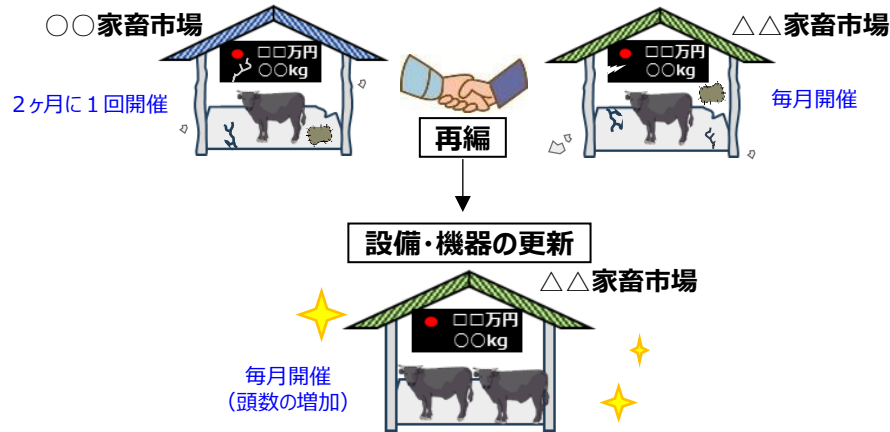 ○○家畜市場
□□万円
○○kg
2ヶ月に1回開催
△△家畜市場
□□万円
○○kg
毎月開催
再編
設備・機器の更新
△△家畜市場
□□万円
○○kg
毎月開催
（頭数の増加）